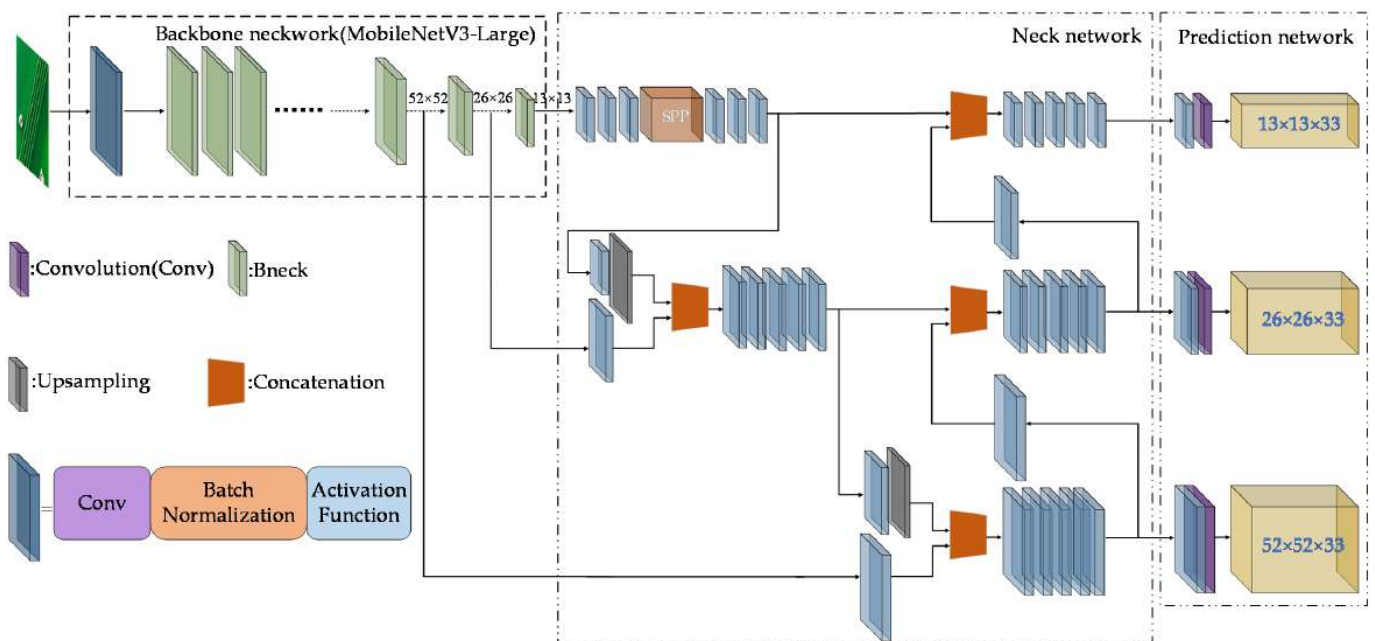 Backbone neckwork(MobileNetV3-Large)
Neck network
Prediction network
52×52
26×26
13×13
SPP
13×13×33
:Convolution(Conv)
:Bneck
26×26×33
:Upsampling
:Concatenation
=
Conv
Batch
Normalization
Activation
Function
52×52×33